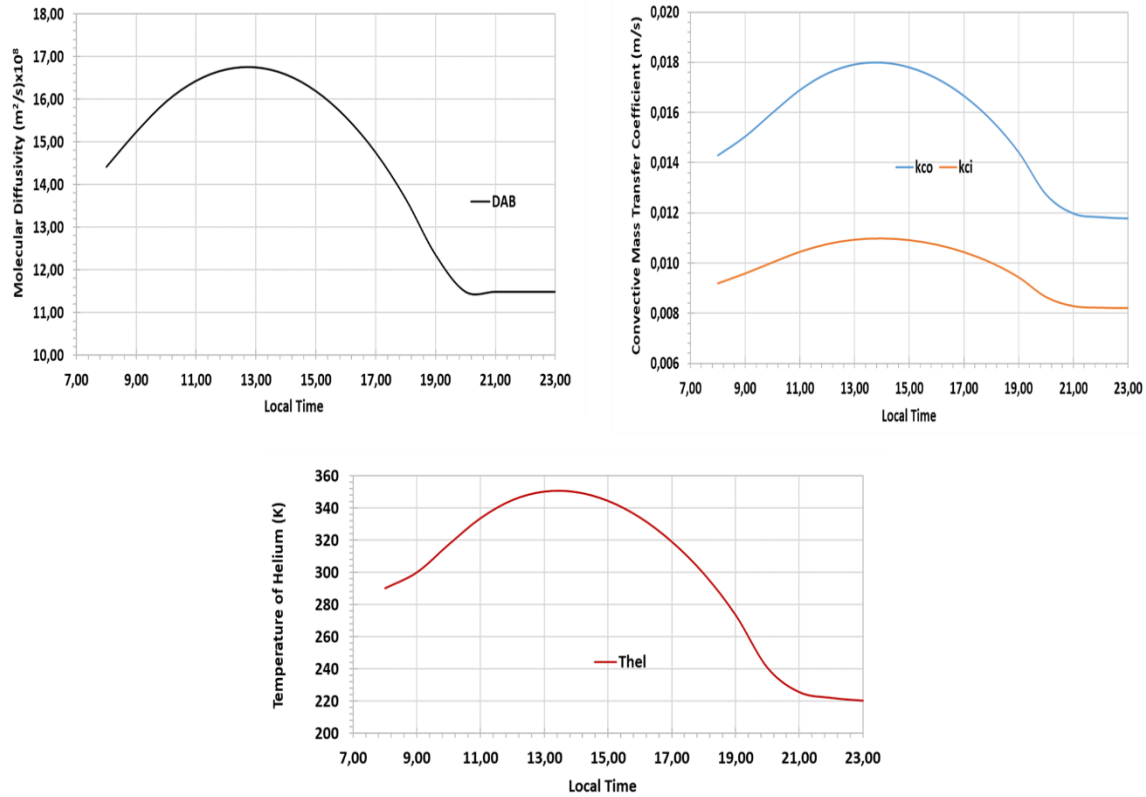 Molecular Diffusivity (m²/s)x10⁸
18,00
17,00
16,00
15,00
14,00
13,00
12,00
11,00
10,00
DAB
7,00 9,00 11,00 13,00 15,00 17,00 19,00 21,00 23,00
Local Time
Convective Mass Transfer Coefficient (m/s)
0,020
0,018
0,016
0,014
0,012
0,010
0,008
0,006
kco kci
7,00 9,00 11,00 13,00 15,00 17,00 19,00 21,00 23,00
Local Time
Temperature of Helium (K)
360
340
320
300
280
260
240
220
200
Thel
7,00 9,00 11,00 13,00 15,00 17,00 19,00 21,00 23,00
Local Time